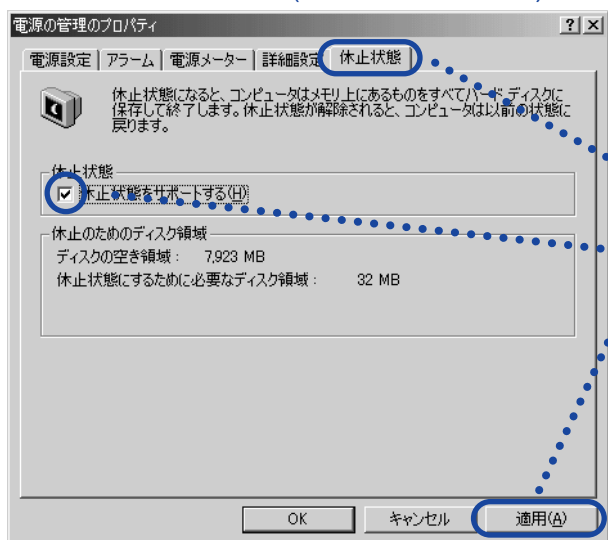 電源の管理のプロパティ
電源設定 アラーム 電源メーター 詳細設定 休止状態
休止状態になると、コンピュータはメモリ上にあるものをすべてハード ディスクに
保存して終了します。休止状態が解除されると、コンピュータは以前の状態に
戻ります。
休止状態
休止状態をサポートする(H)
休止のためのディスク領域
ディスクの空き領域 : 7,923 MB
休止状態にするために必要なディスク領域 : 32 MB
OK キャンセル 適用(A)